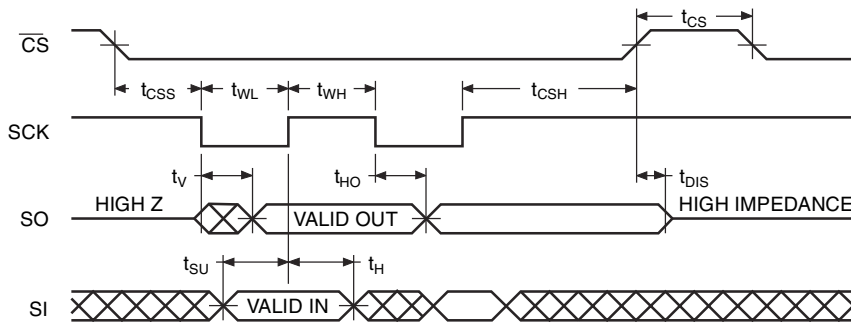 CS
tCS
tCSS
tWL
tWH
tCSH
SCK
tV
tHO
tDIS
HIGH Z
HIGH IMPEDANCE
SO
VALID OUT
tSU
tH
SI
VALID IN